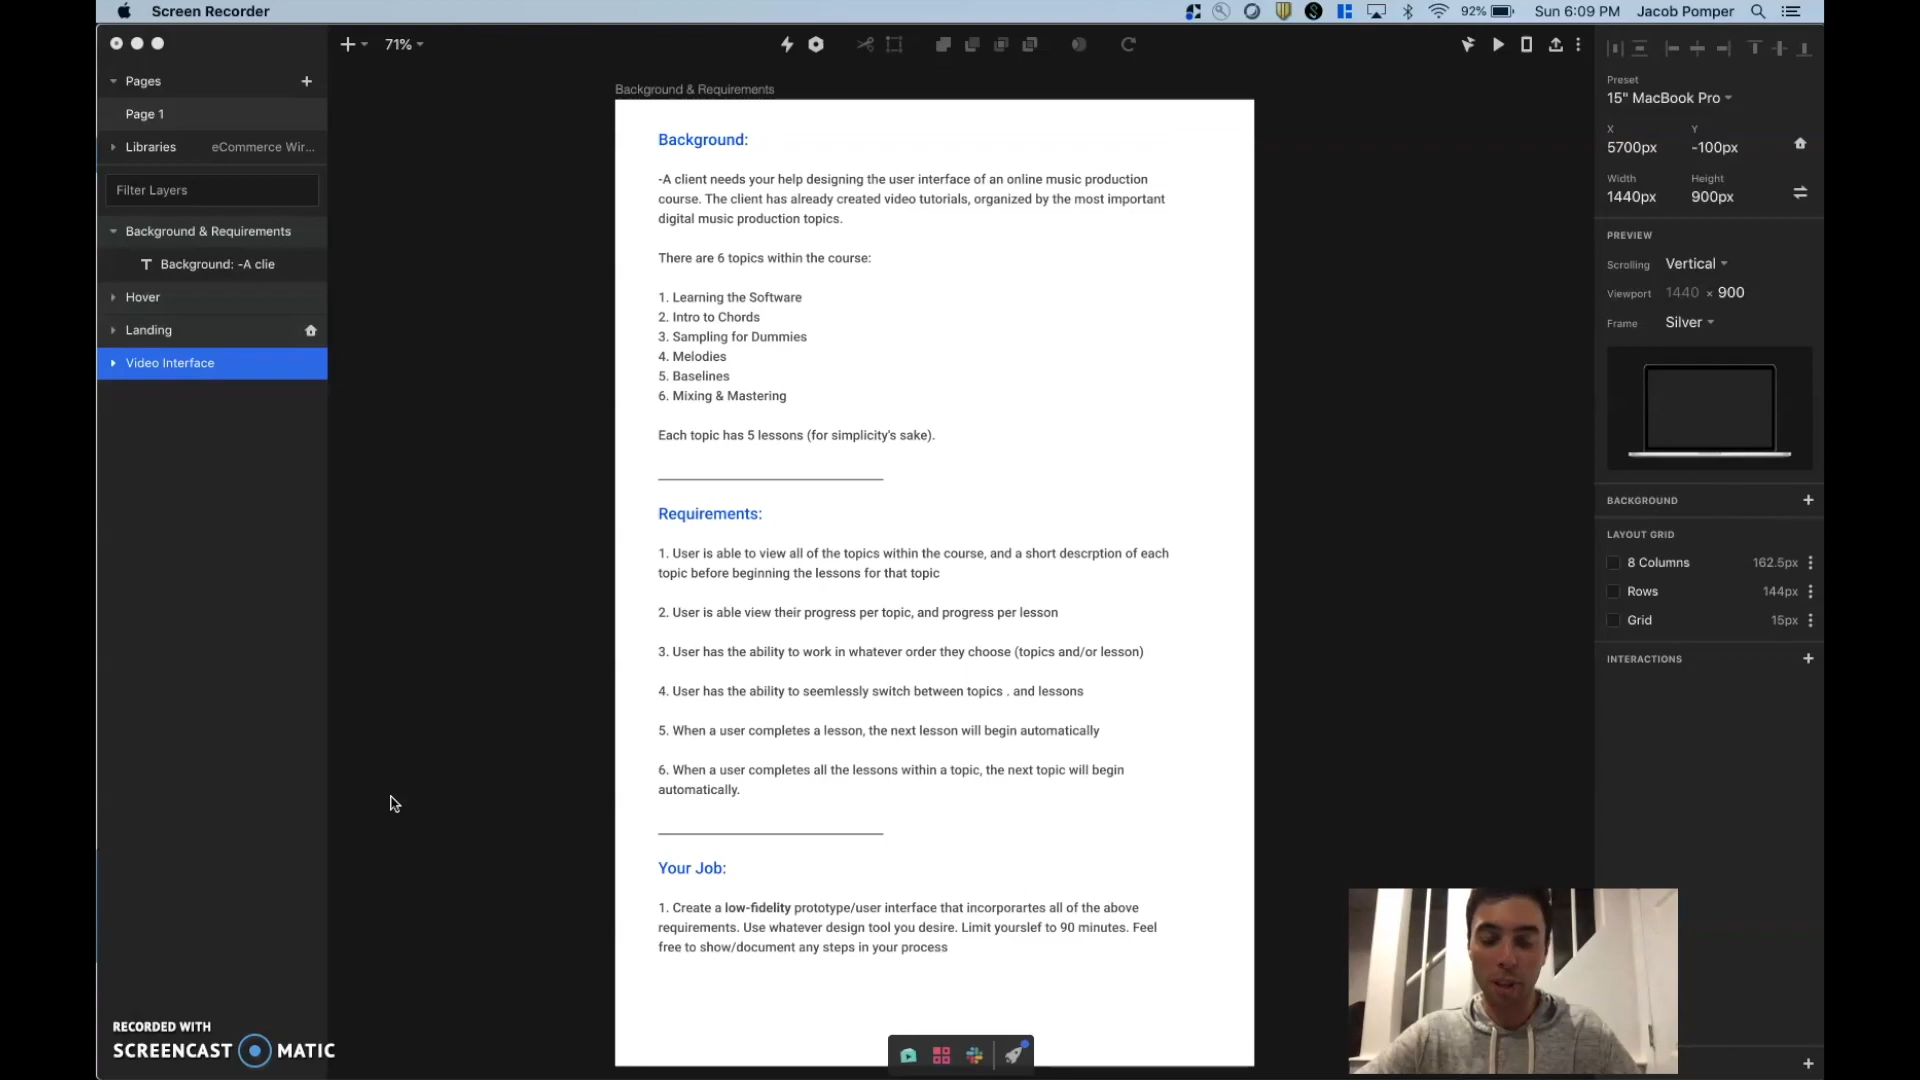 Screen Recorder
92%
Sun 6:09 PM
Jacob Pomper
71%
Pages
Page 1
Libraries
eCommerce Wir...
Filter Layers
Background & Requirements
Background: -A clie
Hover
Landing
Video Interface
Background & Requirements
Background:
-A client needs your help designing the user interface of an online music production
course. The client has already created video tutorials, organized by the most important
digital music production topics.
There are 6 topics within the course:
1. Learning the Software
2. Intro to Chords
3. Sampling for Dummies
4. Melodies
5. Baselines
6. Mixing & Mastering
Each topic has 5 lessons (for simplicity's sake).
Requirements:
1. User is able to view all of the topics within the course, and a short descrption of each
topic before beginning the lessons for that topic
2. User is able view their progress per topic, and progress per lesson
3. User has the ability to work in whatever order they choose (topics and/or lesson)
4. User has the ability to seemlessly switch between topics . and lessons
5. When a user completes a lesson, the next lesson will begin automatically
6. When a user completes all the lessons within a topic, the next topic will begin
automatically.
Your Job:
1. Create a low-fidelity prototype/user interface that incorporartes all of the above
requirements. Use whatever design tool you desire. Limit yourslef to 90 minutes. Feel
free to show/document any steps in your process
Preset
15" MacBook Pro
X
Y
5700px
-100px
Width
Height
1440px
900px
PREVIEW
Scrolling
Vertical
Viewport
1440 × 900
Frame
Silver
BACKGROUND
LAYOUT GRID
8 Columns
162.5px
Rows
144px
Grid
15px
INTERACTIONS
RECORDED WITH
SCREENCAST MATIC